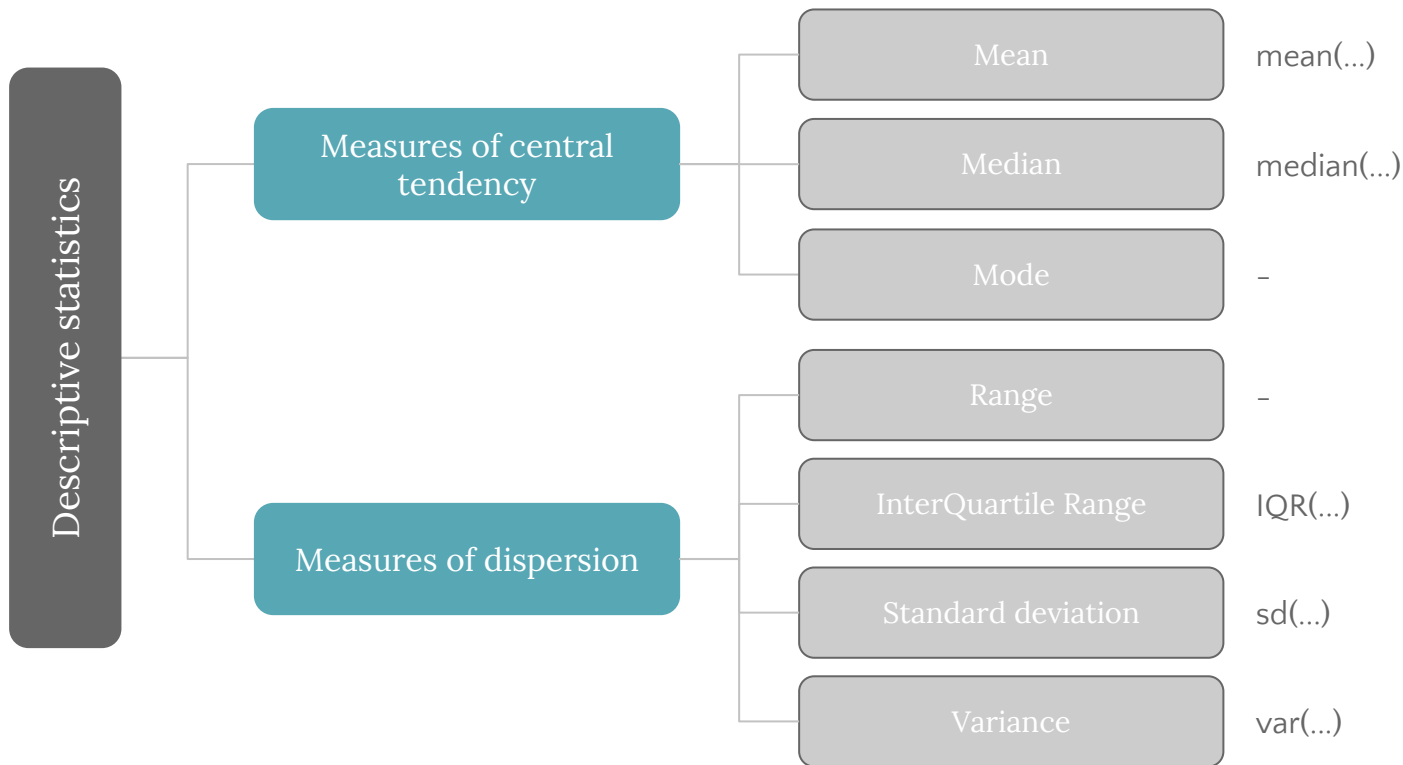 Descriptive statistics
Measures of central
tendency
Mean
mean(...)
Median
median(...)
Mode
-
Measures of dispersion
Range
-
InterQuartile Range
IQR(...)
Standard deviation
sd(...)
Variance
var(...)